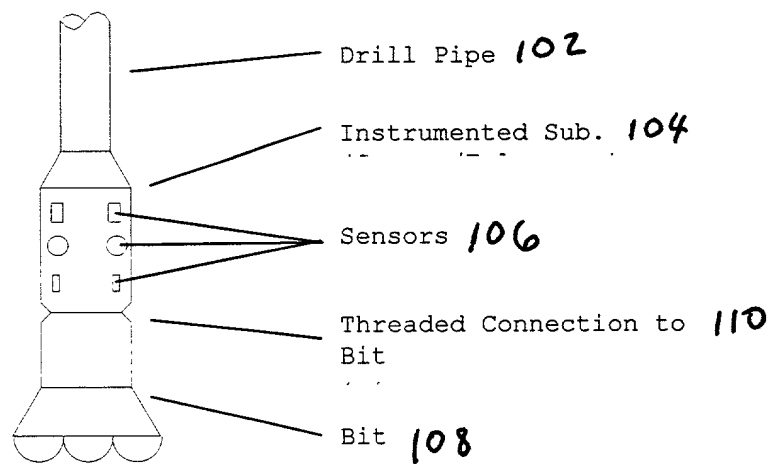 Drill Pipe 102
Instrumented Sub. 104
Sensors 106
Threaded Connection to 110
Bit
Bit 108